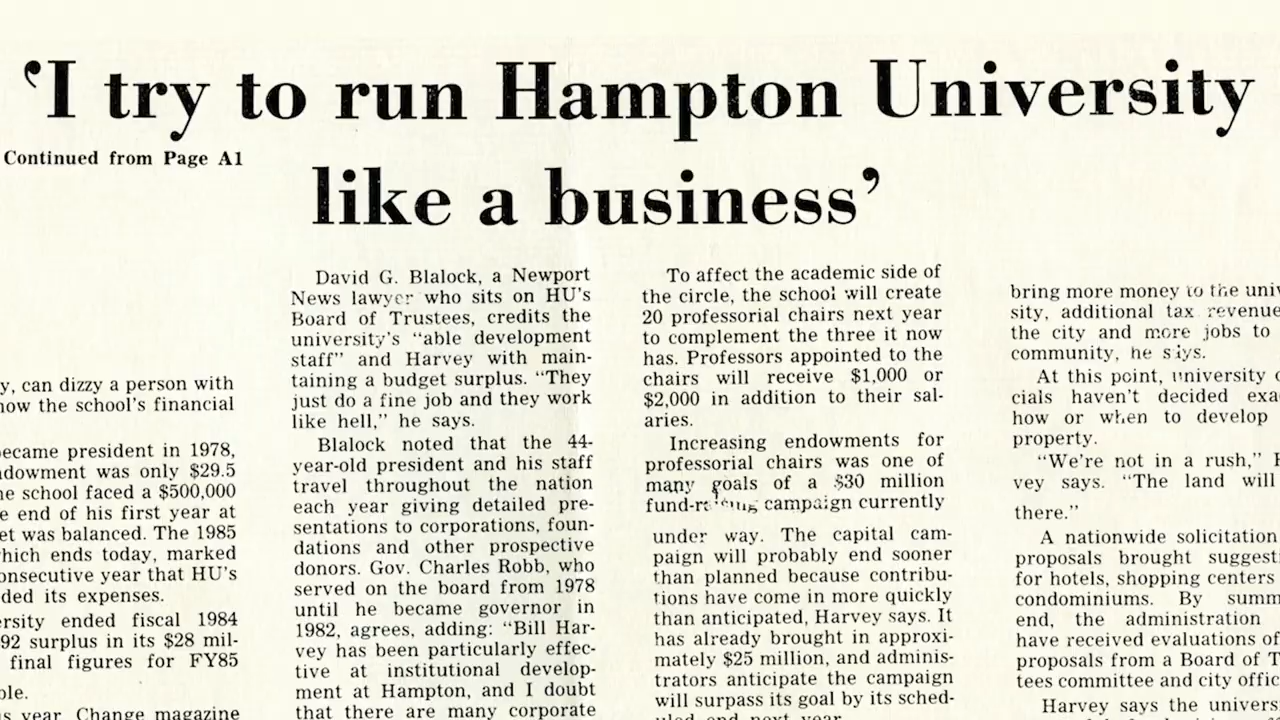 ‘I try to run Hampton University
like a business’
Continued from Page A1
y, can dizzy a person with
now the school's financial
ecame president in 1978,
ndowment was only $29.5
ne school faced a $500,000
e end of his first year at
et was balanced. The 1985
which ends today, marked
onsecutive year that HU's
ded its expenses.
ersity ended fiscal 1984
92 surplus in its $28 mil-
final figures for FY85
ble.
s year, Change magazine
David G. Blalock, a Newport
News lawyer who sits on HU's
Board of Trustees, credits the
university's “able development
staff” and Harvey with main-
taining a budget surplus. “They
just do a fine job and they work
like hell,” he says.
Blalock noted that the 44-
year-old president and his staff
travel throughout the nation
each year giving detailed pre-
sentations to corporations, foun-
dations and other prospective
donors. Gov. Charles Robb, who
served on the board from 1978
until he became governor in
1982, agrees, adding: “Bill Har-
vey has been particularly effec-
tive at institutional develop-
ment at Hampton, and I doubt
that there are many corporate
To affect the academic side of
the circle, the school will create
20 professorial chairs next year
to complement the three it now
has. Professors appointed to the
chairs will receive $1,000 or
$2,000 in addition to their sal-
aries.
Increasing endowments for
professorial chairs was one of
many goals of a $30 million
fund-raising campaign currently
under way. The capital cam-
paign will probably end sooner
than planned because contribu-
tions have come in more quickly
than anticipated, Harvey says. It
has already brought in approxi-
mately $25 million, and adminis-
trators anticipate the campaign
will surpass its goal by its sched-
uled end next year.
bring more money to the univ
sity, additional tax revenue
the city and more jobs to
community, he says.
At this point, university o
cials haven't decided exa
how or when to develop
property.
“We're not in a rush,” H
vey says. “The land will
there.”
A nationwide solicitation
proposals brought suggest
for hotels, shopping centers
condominiums. By summ
end, the administration
have received evaluations of
proposals from a Board of T
tees committee and city offic
Harvey says the univers